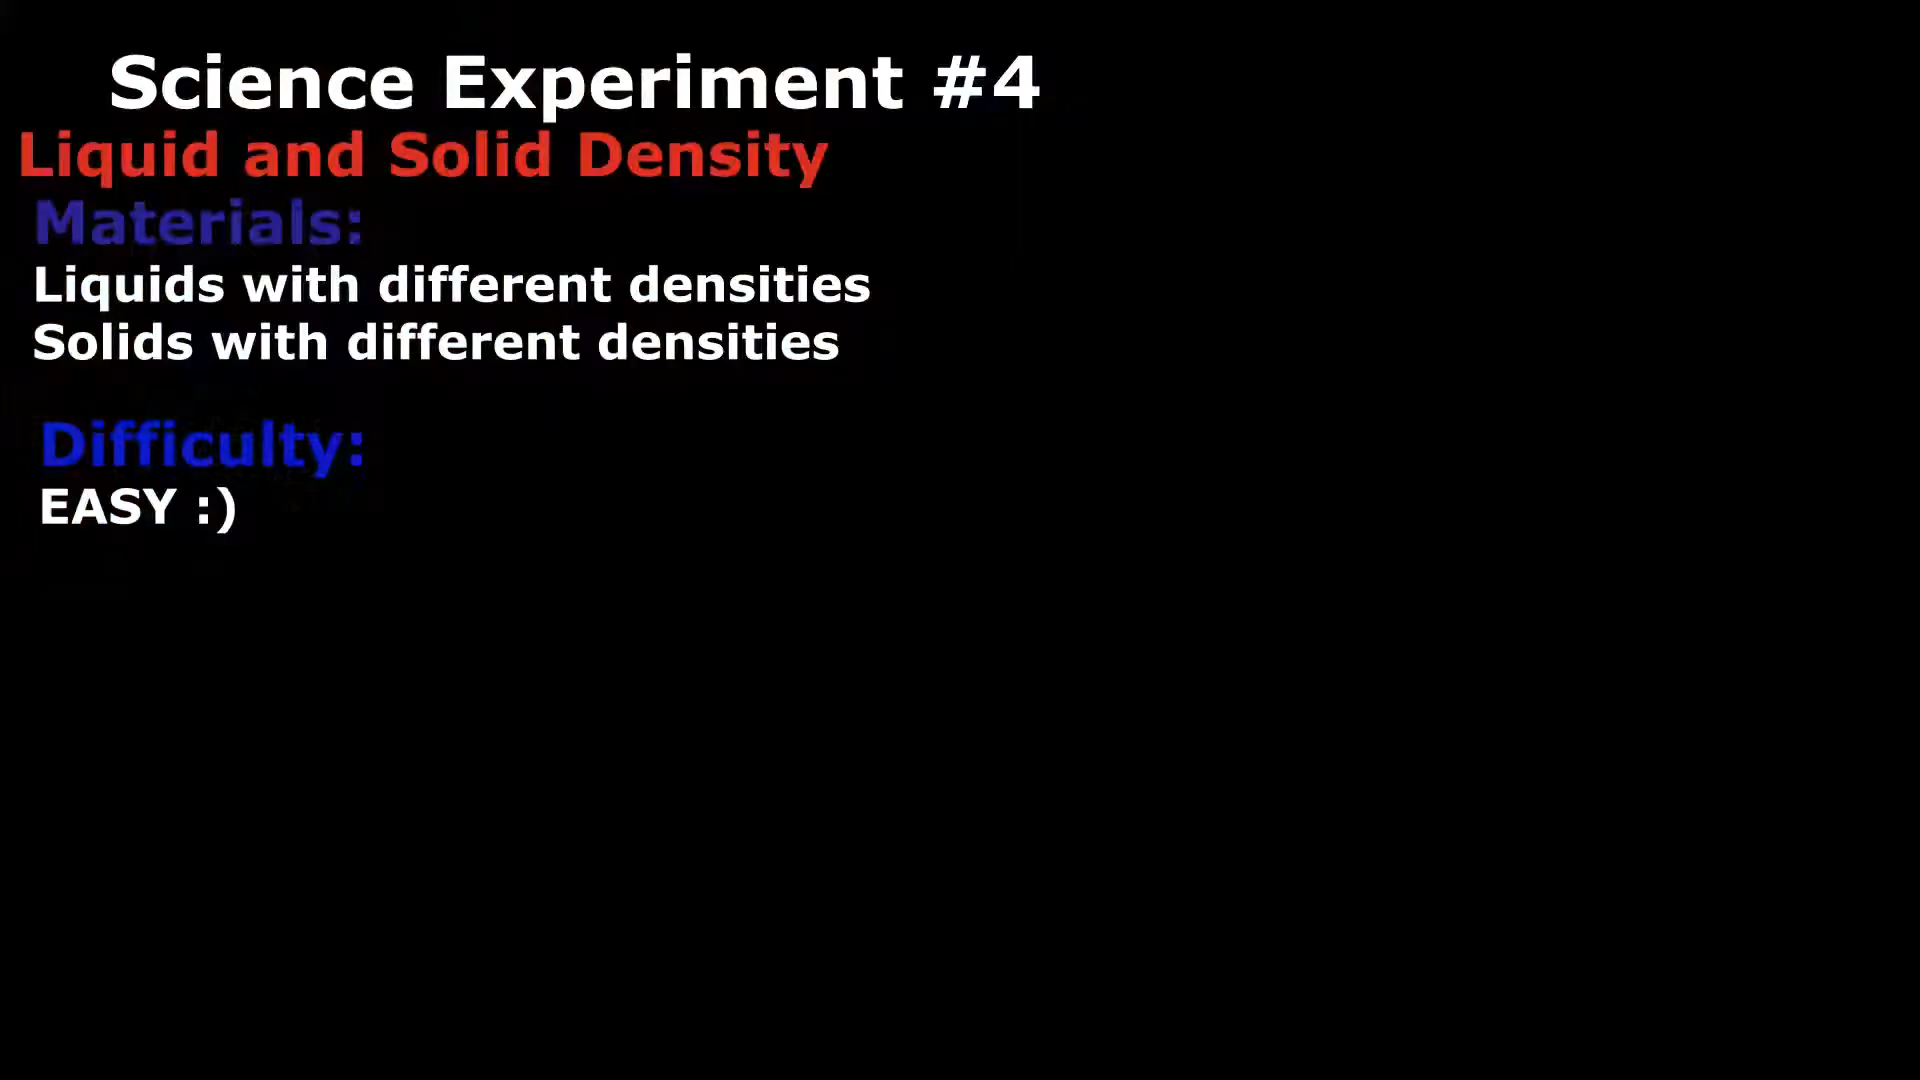 Science Experiment #4
Liquid and Solid Density
Materials:
Liquids with different densities
Solids with different densities
Difficulty:
EASY :)